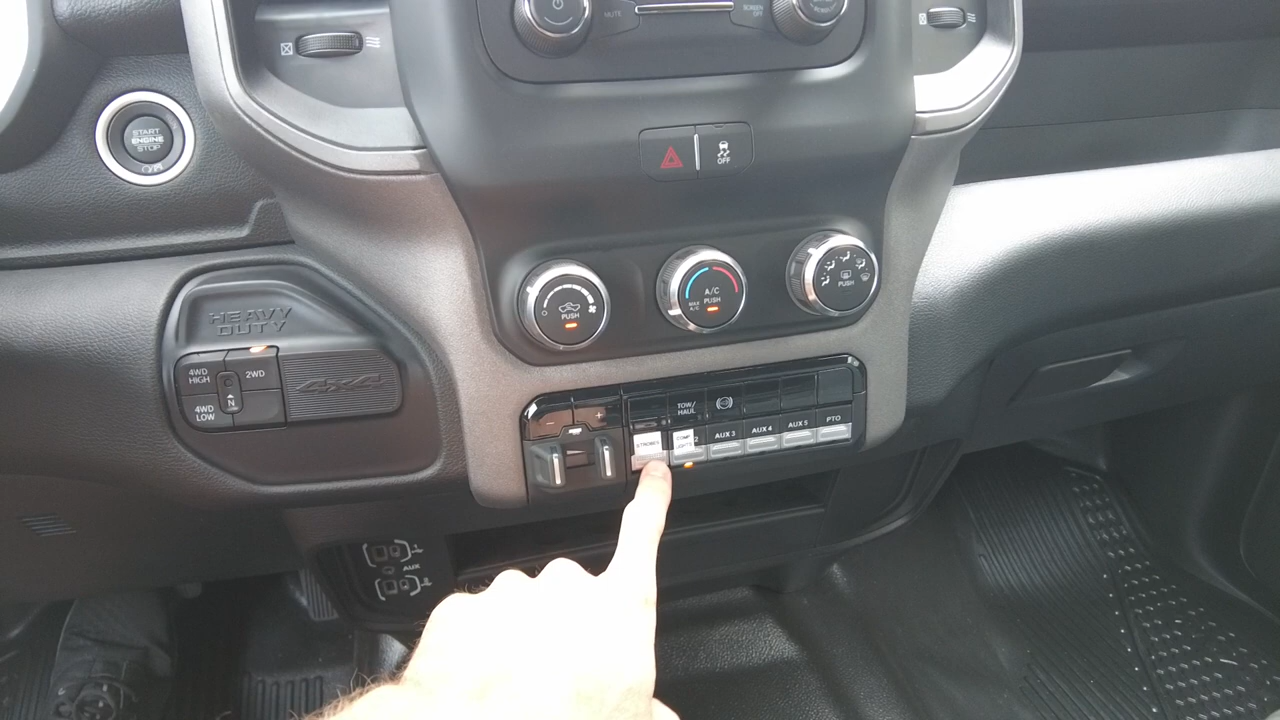 MUTE
SCREEN
OFF
START
ENGINE
STOP
OFF
HEAVY
DUTY
PUSH
A/C
PUSH
MAX
A/C
PUSH
4WD
HIGH
2WD
N
4WD
LOW
4X4
- +
TOW/
HAUL
STROBES
COMP
LIGHTS
2
AUX 3
AUX 4
AUX 5
PTO
AUX